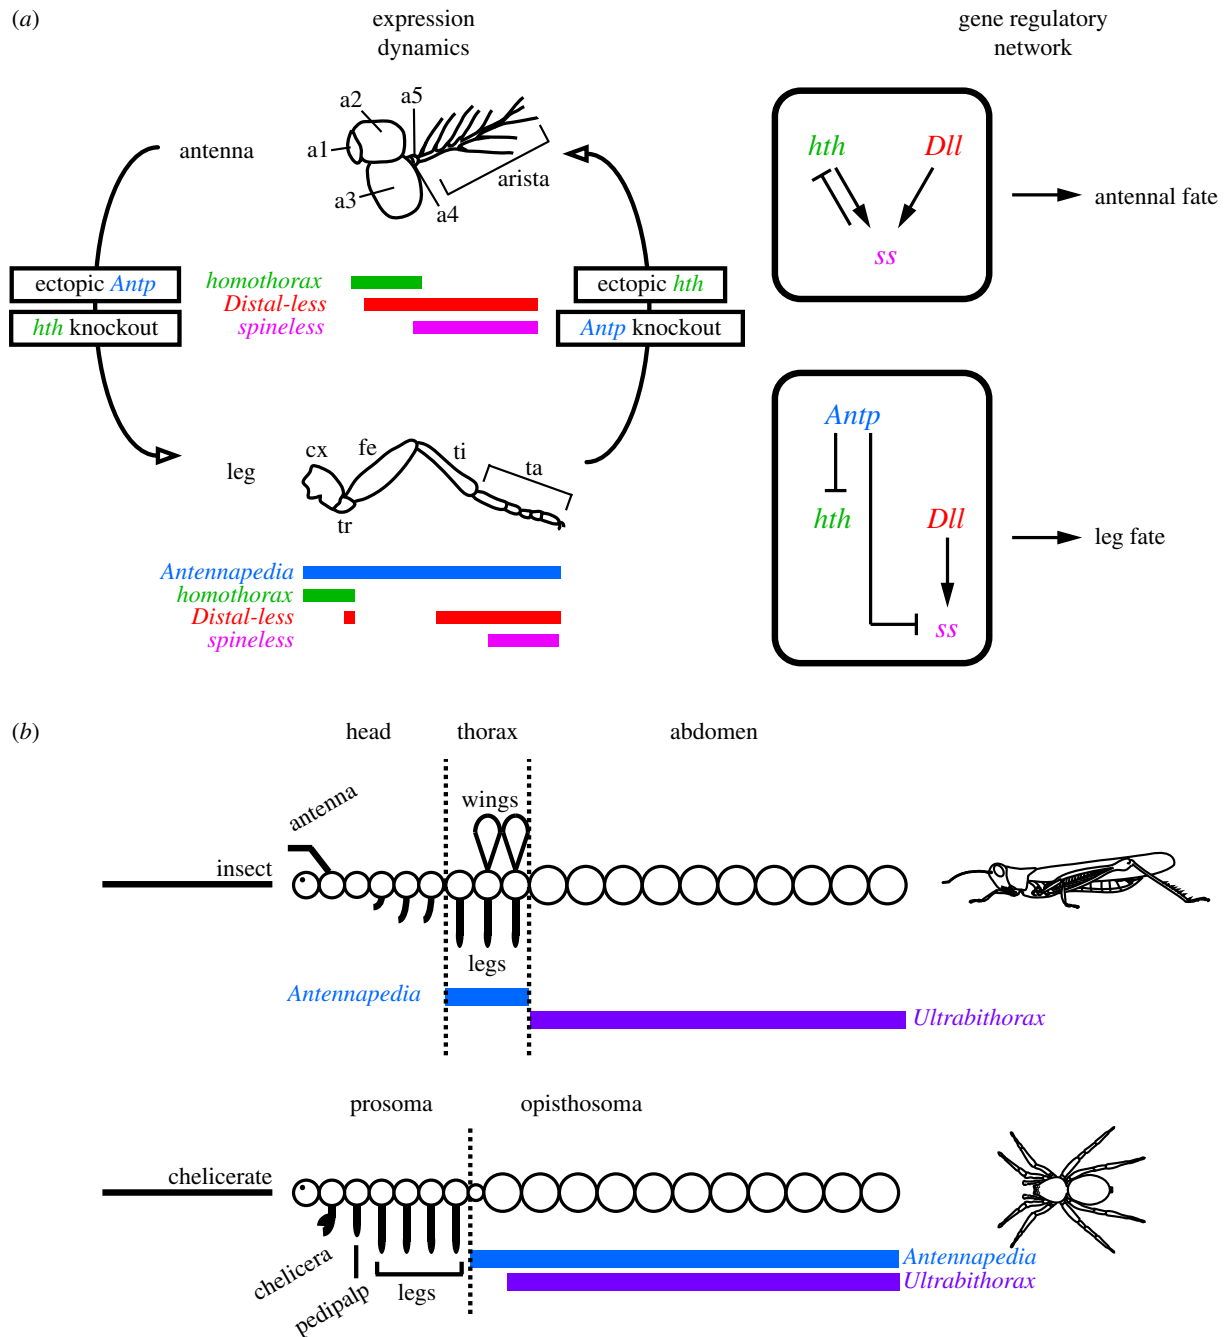 (a)
expression
dynamics
gene regulatory
network
antenna
a1
a2
a5
a3
a4
arista
ectopic Antp
hth knockout
homothorax
Distal-less
spineless
ectopic hth
Antp knockout
hth
Dll
ss
antennal fate
leg
cx
fe
ti
ta
tr
Antennapedia
homothorax
Distal-less
spineless
Antp
hth
Dll
ss
leg fate
(b)
head
thorax
abdomen
antenna
wings
insect
legs
Antennapedia
Ultrabithorax
prosoma
opisthosoma
chelicerate
chelicera
pedipalp
legs
Antennapedia
Ultrabithorax